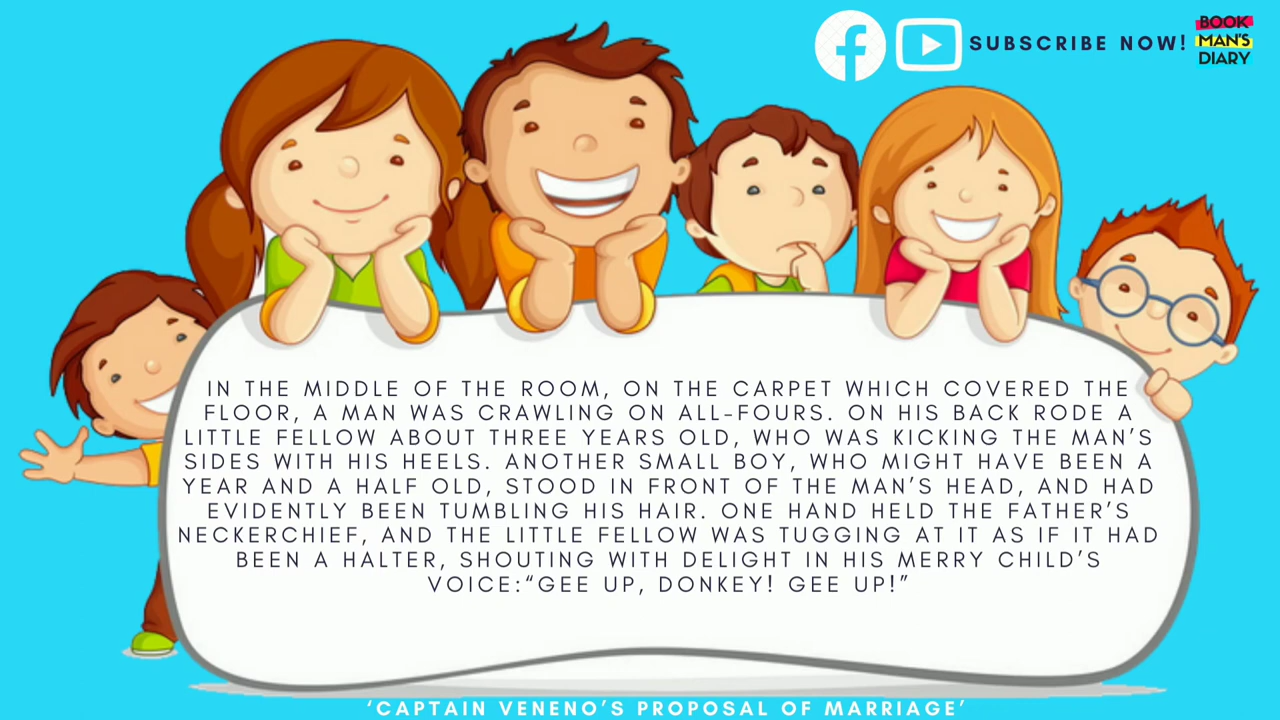 SUBSCRIBE NOW!
BOOK
MAN'S
DIARY
IN THE MIDDLE OF THE ROOM, ON THE CARPET WHICH COVERED THE
FLOOR, A MAN WAS CRAWLING ON ALL-FOURS. ON HIS BACK RODE A
LITTLE FELLOW ABOUT THREE YEARS OLD, WHO WAS KICKING THE MAN'S
SIDES WITH HIS HEELS. ANOTHER SMALL BOY, WHO MIGHT HAVE BEEN A
YEAR AND A HALF OLD, STOOD IN FRONT OF THE MAN'S HEAD, AND HAD
EVIDENTLY BEEN TUMBLING HIS HAIR. ONE HAND HELD THE FATHER'S
NECKERCHIEF, AND THE LITTLE FELLOW WAS TUGGING AT IT AS IF IT HAD
BEEN A HALTER, SHOUTING WITH DELIGHT IN HIS MERRY CHILD'S
VOICE:“GEE UP, DONKEY! GEE UP!”
‘CAPTAIN VENENO’S PROPOSAL OF MARRIAGE’